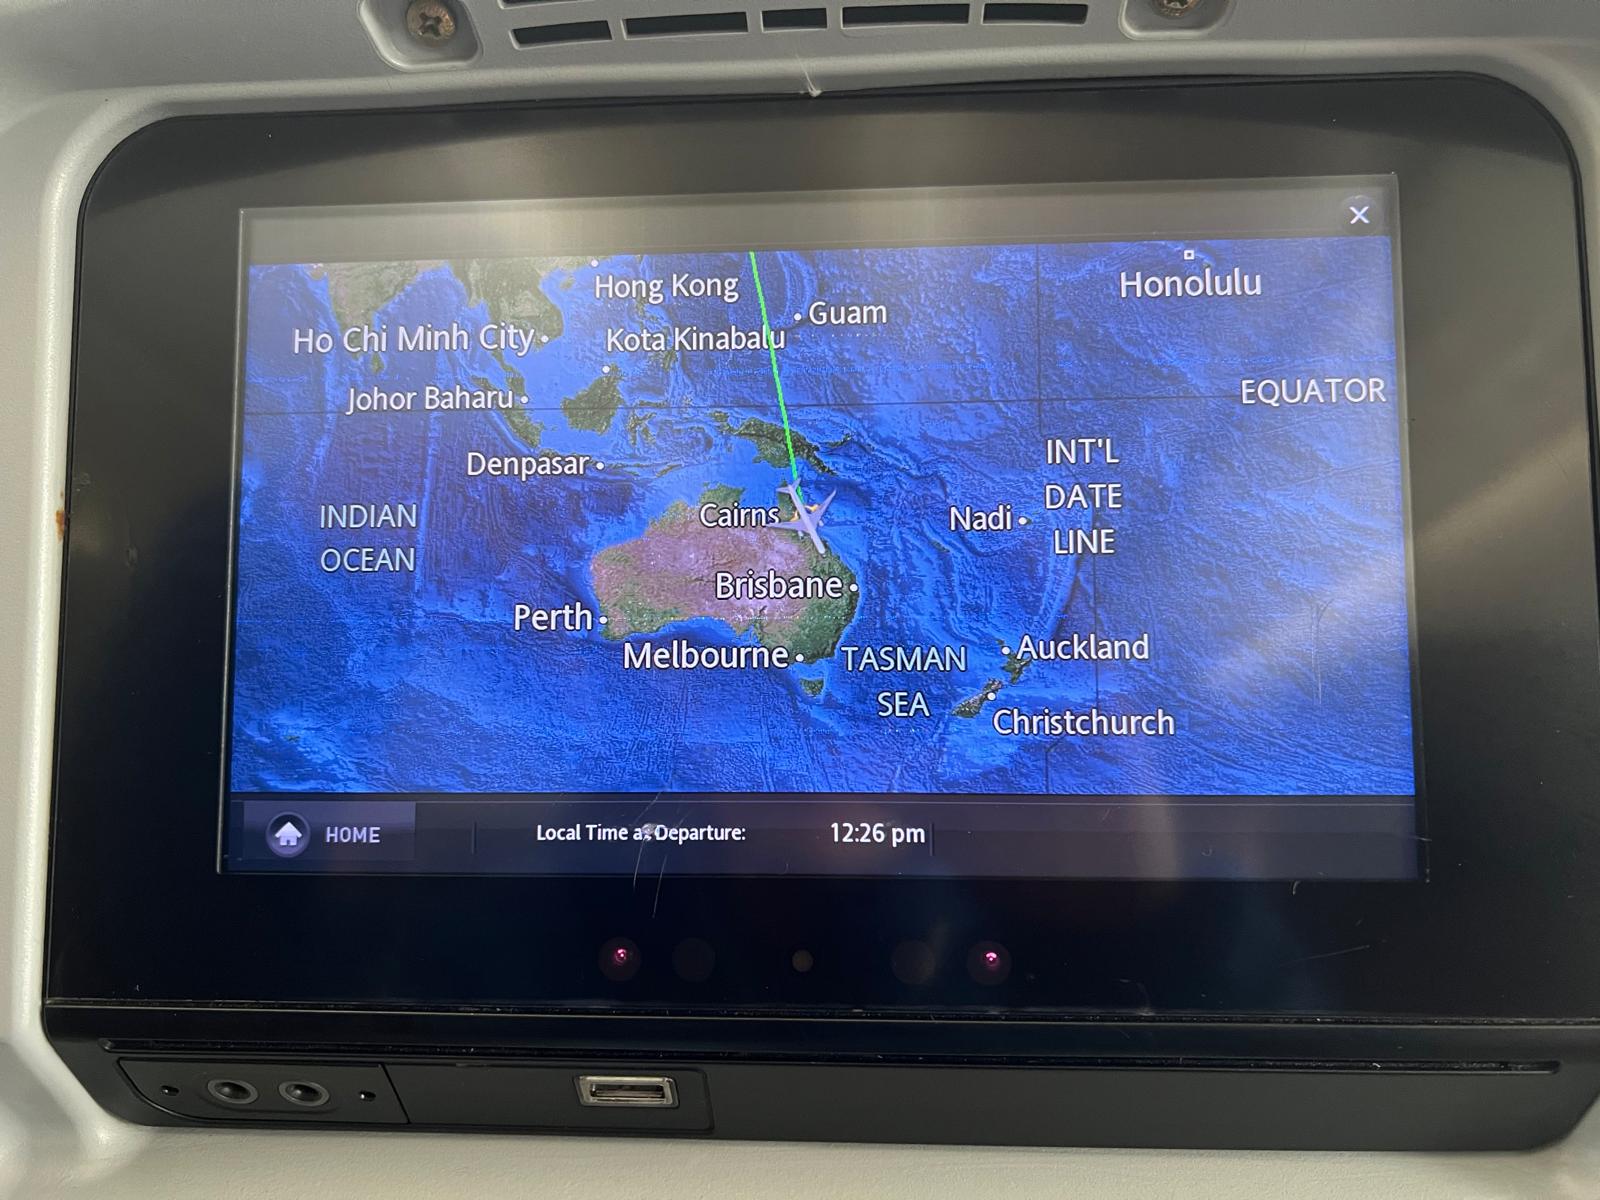 Hong Kong
Honolulu
Guam
Ho Chi Minh City
Kota Kinabalu
Johor Baharu
EQUATOR
INT'L
DATE
LINE
Denpasar
INDIAN
OCEAN
Cairns
Nadi
Brisbane
Perth
Melbourne
TASMAN
SEA
Auckland
Christchurch
HOME
Local Time at Departure:
12:26 pm